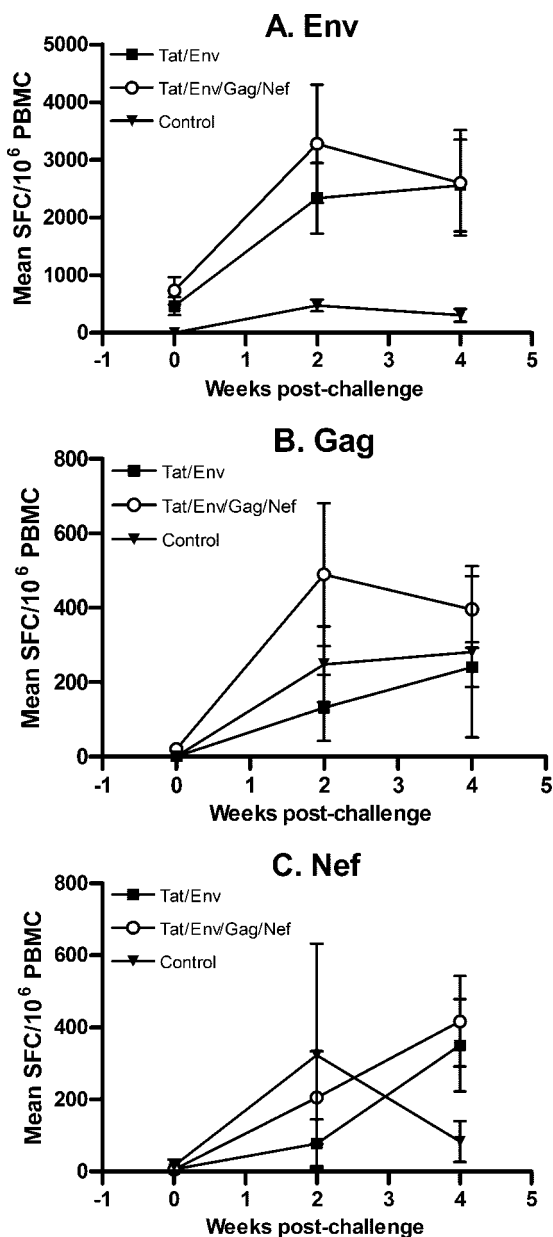 A. Env
5000
4000
3000
2000
1000
0
Mean SFC/10⁶ PBMC
Tat/Env
Tat/Env/Gag/Nef
Control
-1 0 1 2 3 4 5
Weeks post-challenge
B. Gag
800
600
400
200
0
Mean SFC/10⁶ PBMC
Tat/Env
Tat/Env/Gag/Nef
Control
-1 0 1 2 3 4 5
Weeks post-challenge
C. Nef
800
600
400
200
0
Mean SFC/10⁶ PBMC
Tat/Env
Tat/Env/Gag/Nef
Control
-1 0 1 2 3 4 5
Weeks post-challenge